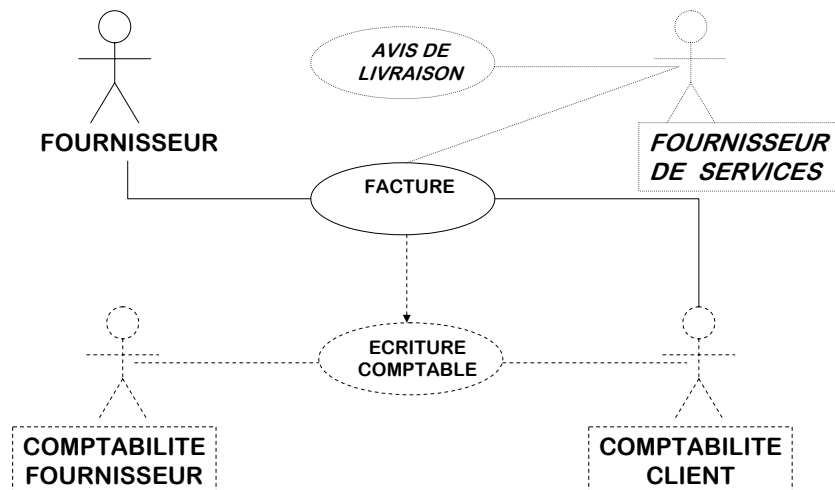 AVIS DE
LIVRAISON
FOURNISSEUR
FOURNISSEUR
DE SERVICES
FACTURE
ECRITURE
COMPTABLE
COMPTABILITE
FOURNISSEUR
COMPTABILITE
CLIENT